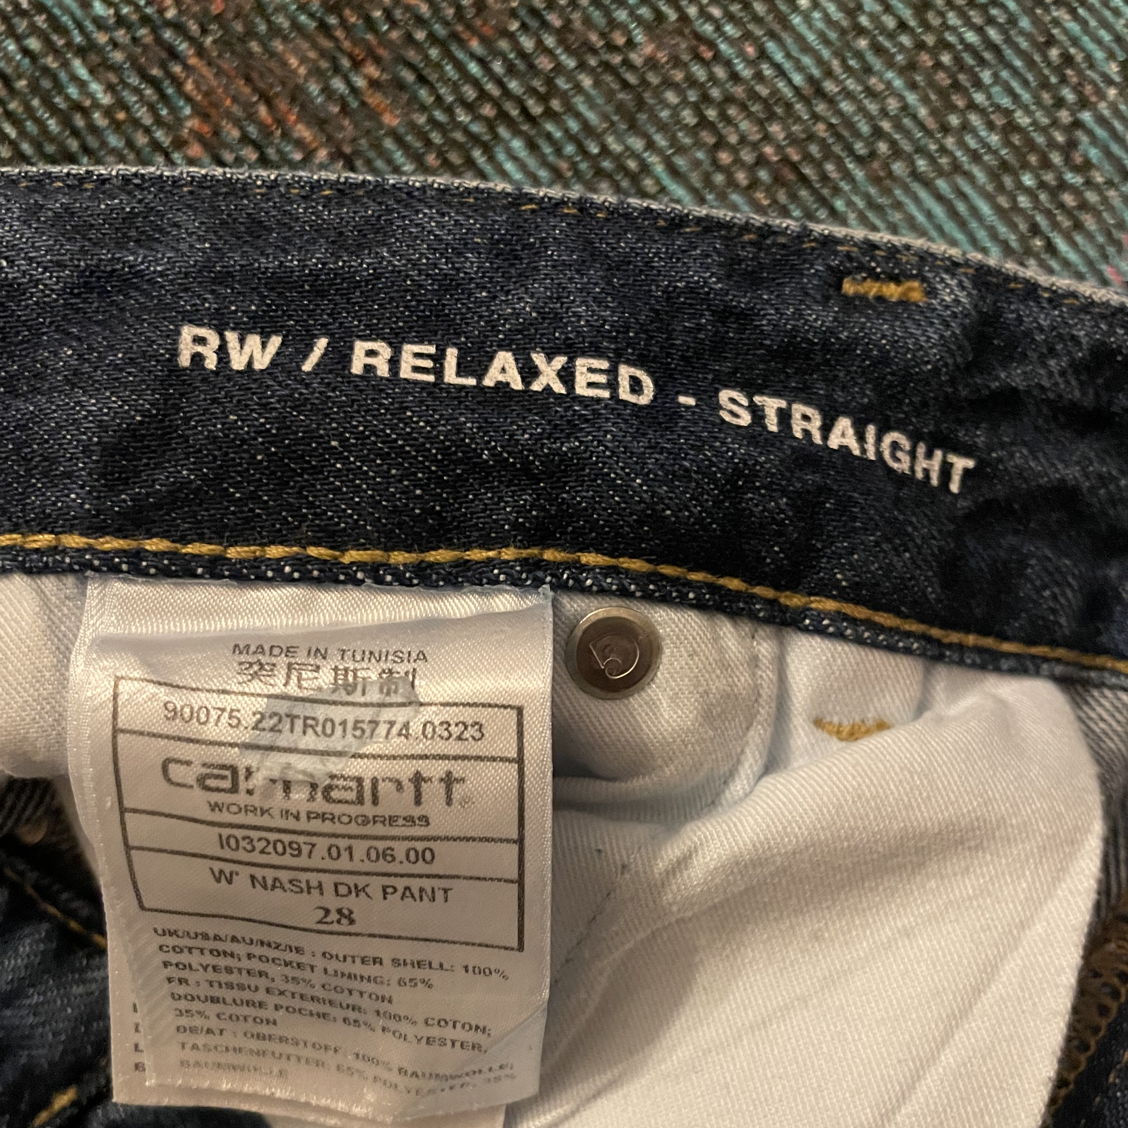 RW / RELAXED - STRAIGHT
MADE IN TUNISIA
突尼斯制
90075.22TR015774.0323
carhartt
WORK IN PROGRESS
I032097.01.06.00
W' NASH DK PANT
28
UK/USA/AU/NZ/IE : OUTER SHELL: 100%
COTTON; POCKET LINING: 65%
POLYESTER, 35% COTTON
FR : TISSU EXTERIEUR: 100% COTON;
DOUBLURE POCHE: 65% POLYESTER,
35% COTON
DE/AT : OBERSTOFF: 100% BAUMWOLLE;
TASCHENFUTTER: 65% POLYESTER, 35%
BAUMWOLLE